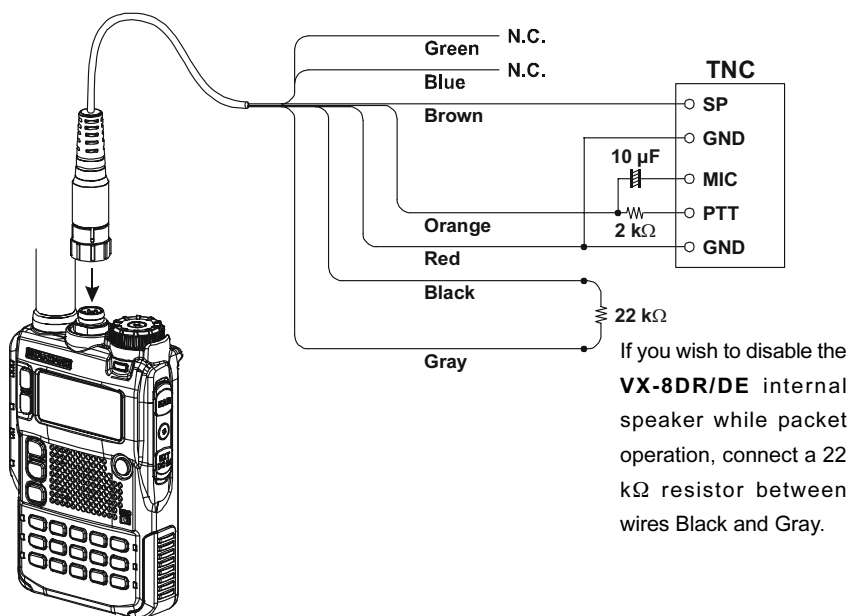 Green
N.C.
Blue
N.C.
Brown
TNC
SP
GND
10 µF
MIC
Orange
PTT
2 kΩ
Red
GND
Black
22 kΩ
Gray
If you wish to disable the
VX-8DR/DE internal
speaker while packet
operation, connect a 22
kΩ resistor between
wires Black and Gray.